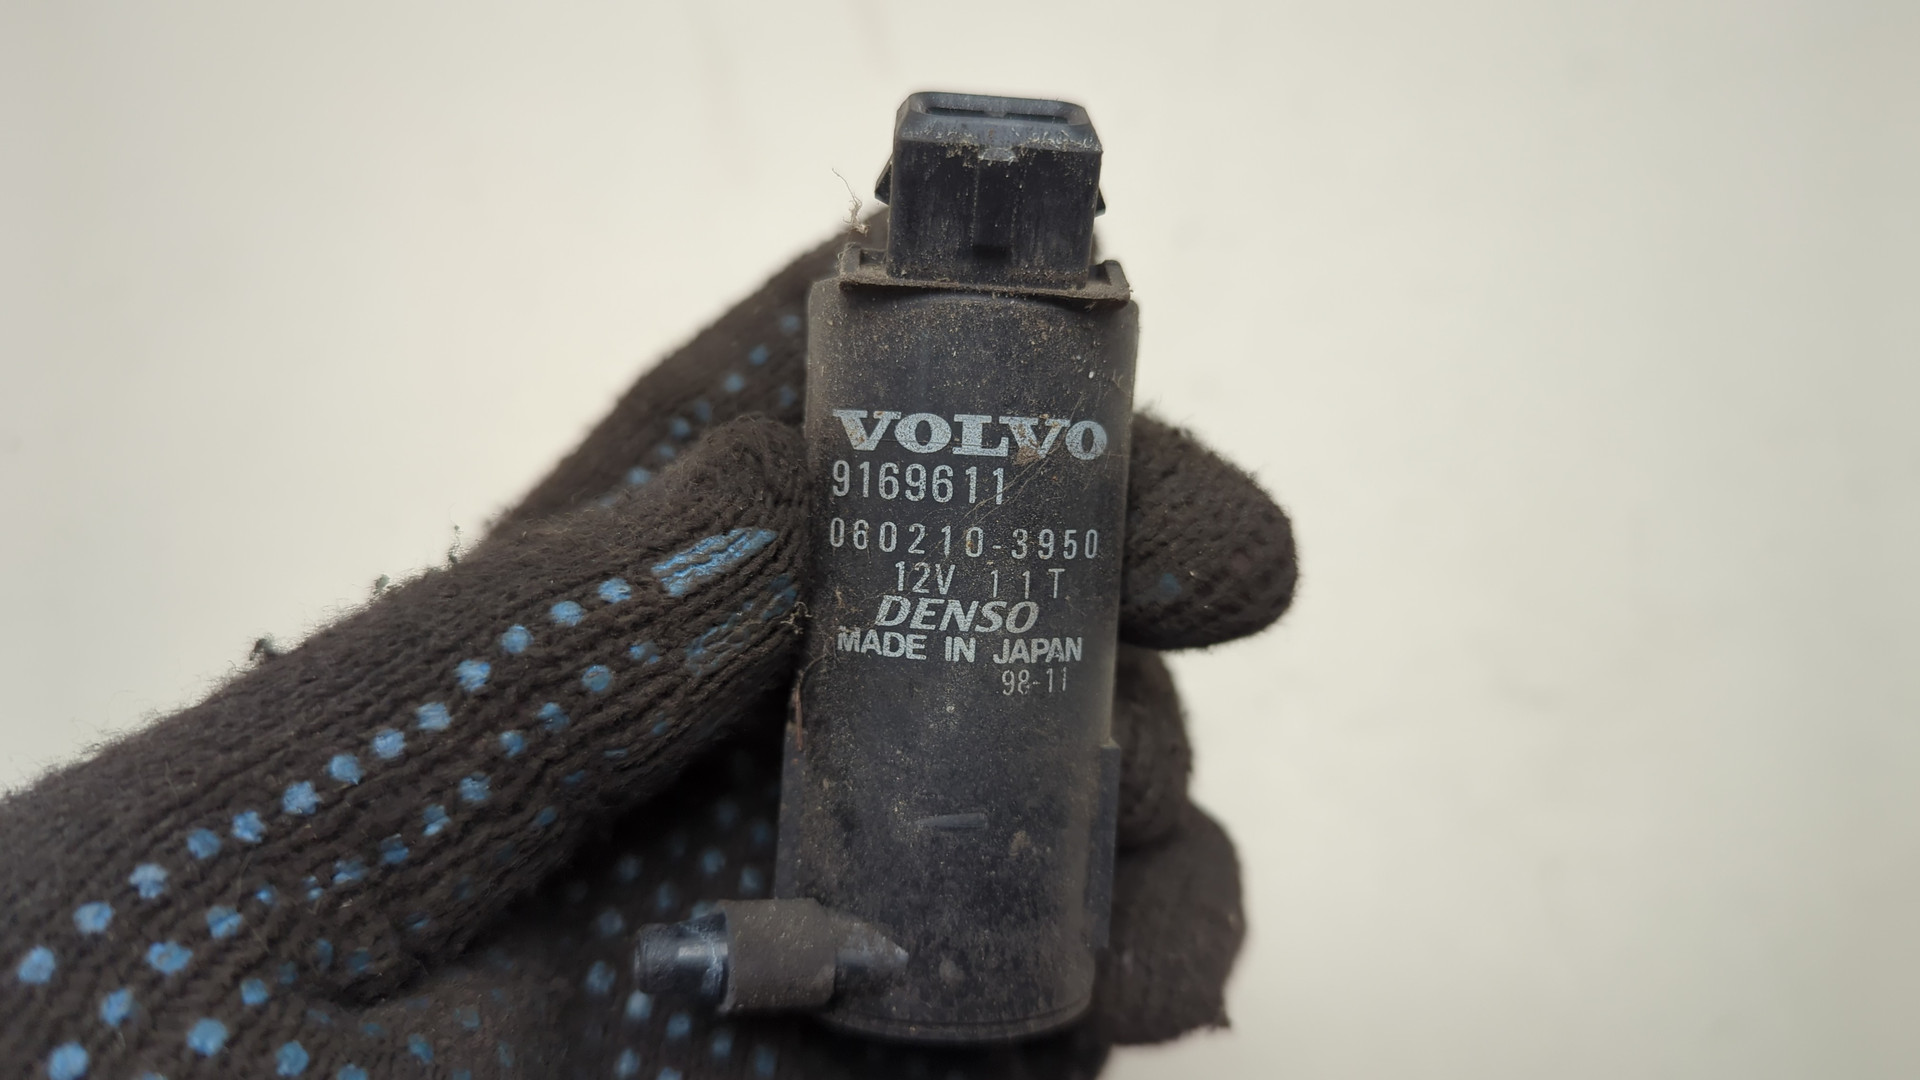 VOLVO
9169611
060210-3950
12V 11T
DENSO
MADE IN JAPAN
98-11